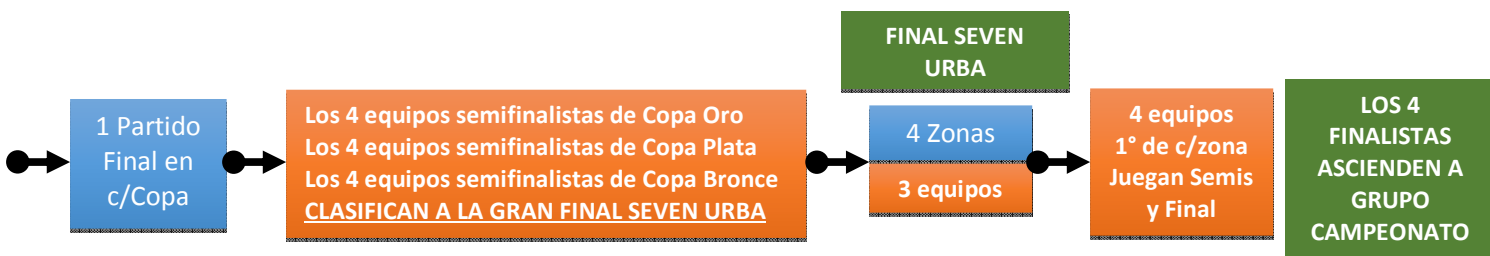 1 Partido
Final en
c/Copa
Los 4 equipos semifinalistas de Copa Oro
Los 4 equipos semifinalistas de Copa Plata
Los 4 equipos semifinalistas de Copa Bronce
CLASIFICAN A LA GRAN FINAL SEVEN URBA
FINAL SEVEN
URBA
4 Zonas
3 equipos
4 equipos
1° de c/zona
Juegan Semis
y Final
LOS 4
FINALISTAS
ASCIENDEN A
GRUPO
CAMPEONATO